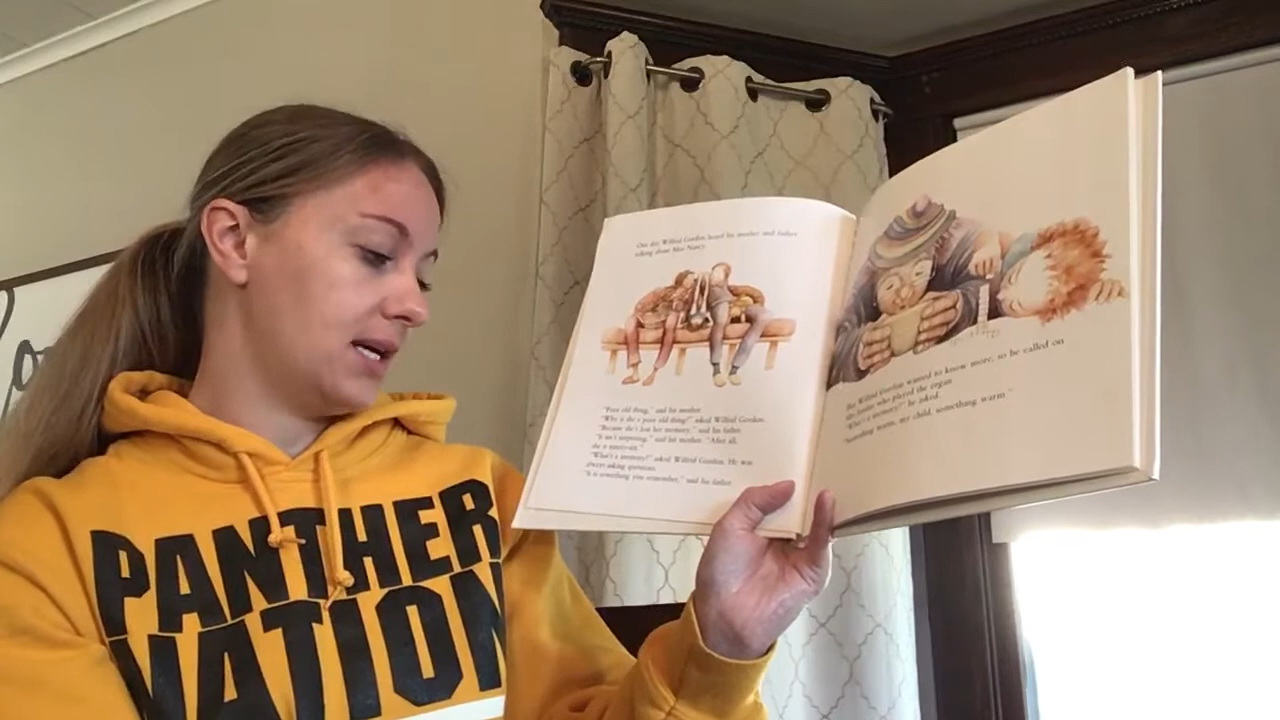 PANTHER
NATION
One day Wilfrid Gordon heard his mother and father
talking about Miss Nancy.
"Poor old thing," said his mother.
"Why is she a poor old thing?" asked Wilfrid Gordon.
"Because she's lost her memory," said his father.
"It isn't surprising," said his mother. "After all,
she is ninety-six."
"What's a memory?" asked Wilfrid Gordon. He was
always asking questions.
"It is something you remember," said his father.
But Wilfrid Gordon wanted to know more, so he called on
Mrs. Jordan who played the organ.
"What's a memory?" he asked.
"Something warm, my child, something warm."